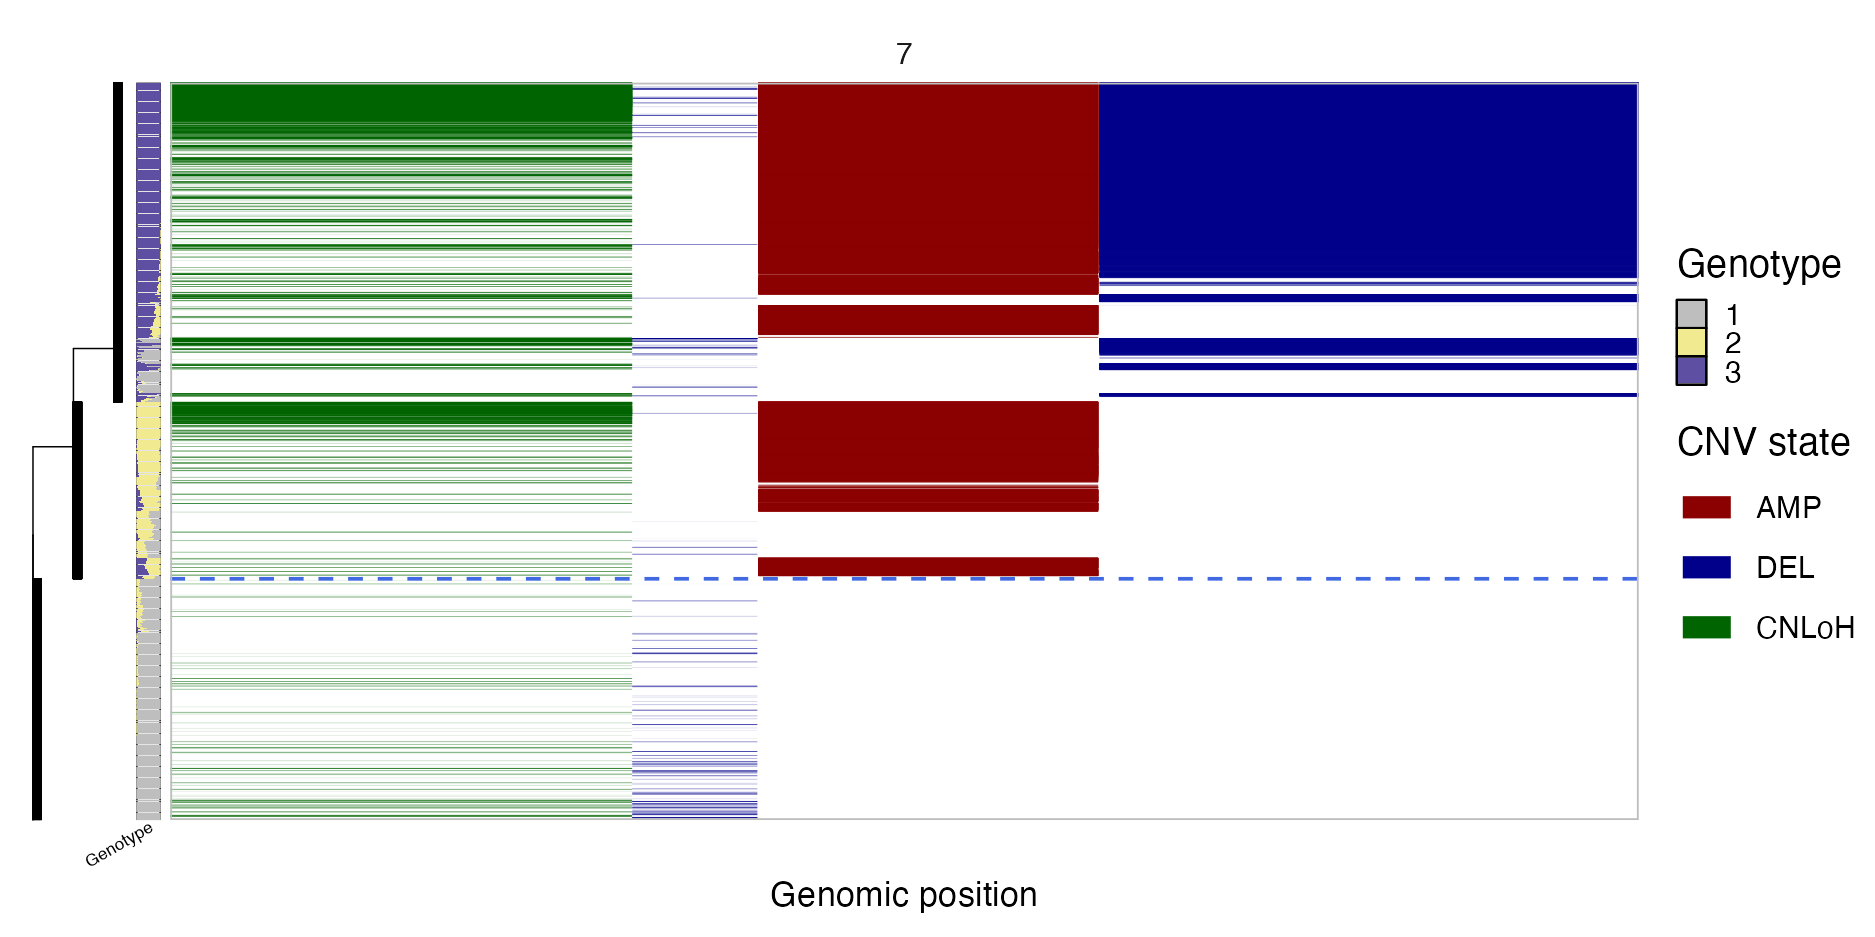 7
Genotype
1
2
3
CNV state
AMP
DEL
CNLoH
Genotype
Genomic position